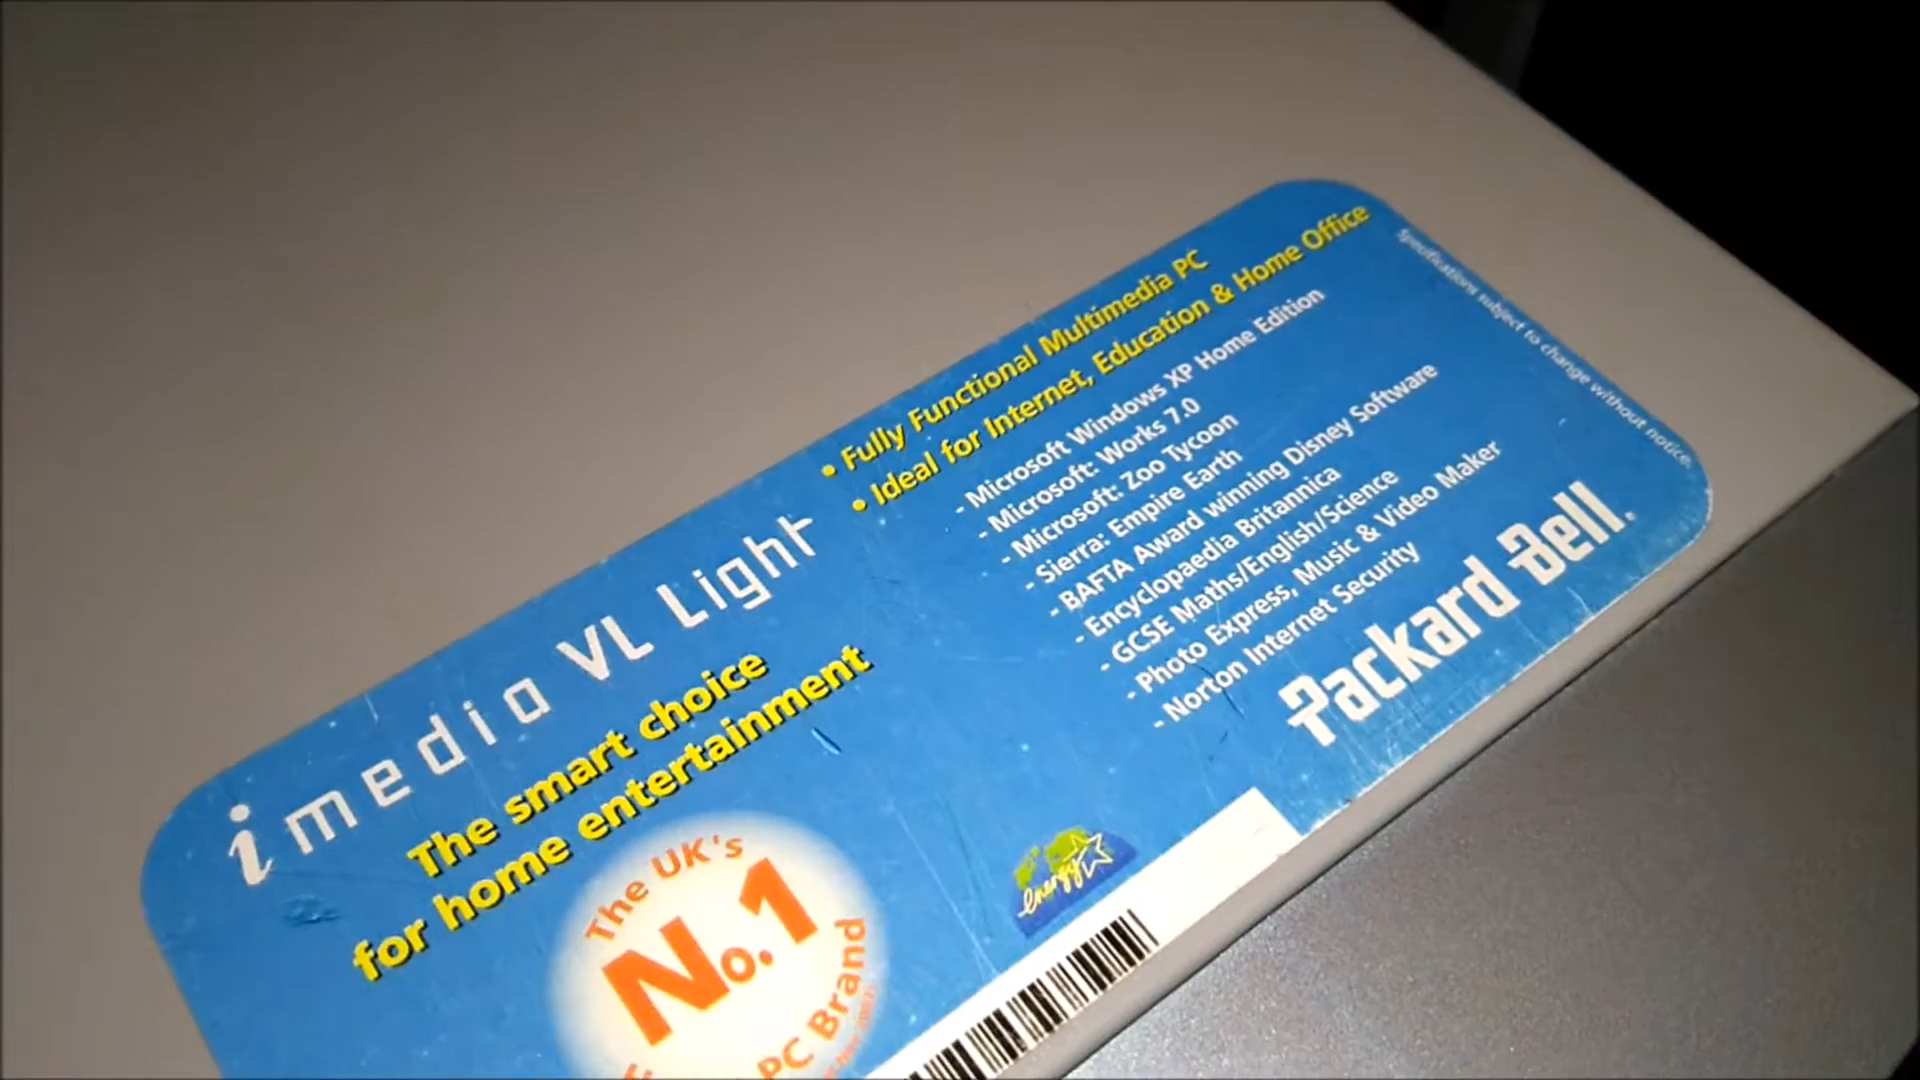 i media VL Light
The smart choice
for home entertainment
The UK's
No.1
PC Brand
• Fully Functional Multimedia PC
• Ideal for Internet, Education & Home Office
- Microsoft Windows XP Home Edition
- Microsoft: Works 7.0
- Microsoft: Zoo Tycoon
- Sierra: Empire Earth
- BAFTA Award winning Disney Software
- Encyclopaedia Britannica
- GCSE Maths/English/Science
- Photo Express, Music & Video Maker
- Norton Internet Security
Packard Bell.
energy
Specifications subject to change without notice.